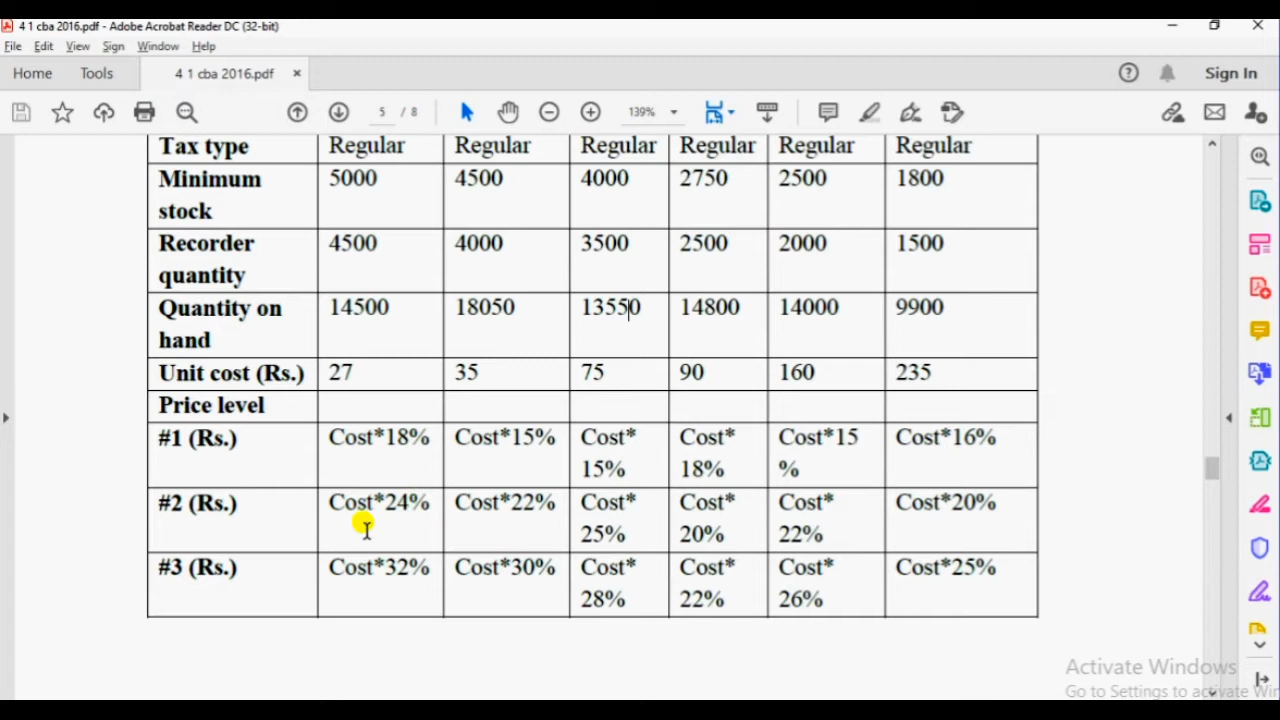 4 1 cba 2016.pdf - Adobe Acrobat Reader DC (32-bit)
File Edit View Sign Window Help
Home Tools 4 1 cba 2016.pdf × Sign In
5 / 8 139%
Tax type Regular Regular Regular Regular Regular Regular
Minimum stock 5000 4500 4000 2750 2500 1800
Recorder quantity 4500 4000 3500 2500 2000 1500
Quantity on hand 14500 18050 13550 14800 14000 9900
Unit cost (Rs.) 27 35 75 90 160 235
Price level
#1 (Rs.) Cost*18% Cost*15% Cost* 15% Cost* 18% Cost*15 % Cost*16%
#2 (Rs.) Cost*24% Cost*22% Cost* 25% Cost* 20% Cost* 22% Cost*20%
#3 (Rs.) Cost*32% Cost*30% Cost* 28% Cost* 22% Cost* 26% Cost*25%
Activate Windows
Go to Settings to activate Win